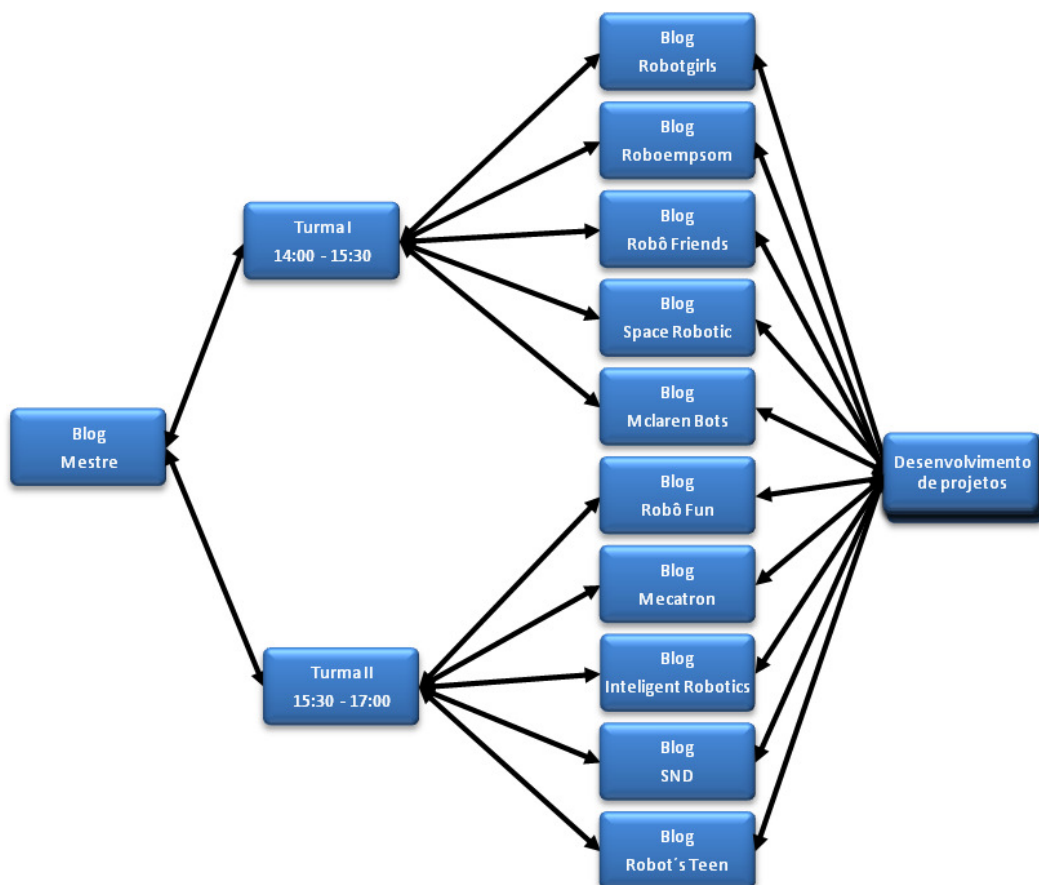 Blog
Robotgirls
Blog
Roboempsom
Turma I
14:00 - 15:30
Blog
Robô Friends
Blog
Space Robotic
Blog
Mclaren Bots
Blog
Mestre
Desenvolvimento
de projetos
Blog
Robô Fun
Blog
Mecatron
Turma II
15:30 - 17:00
Blog
Inteligent Robotics
Blog
SND
Blog
Robot´s Teen